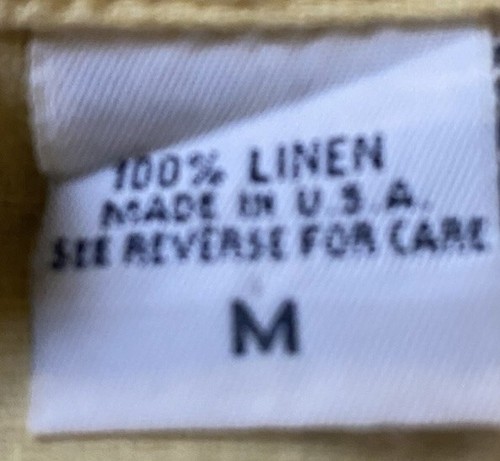 100% LINEN
MADE IN U.S.A.
SEE REVERSE FOR CARE
M